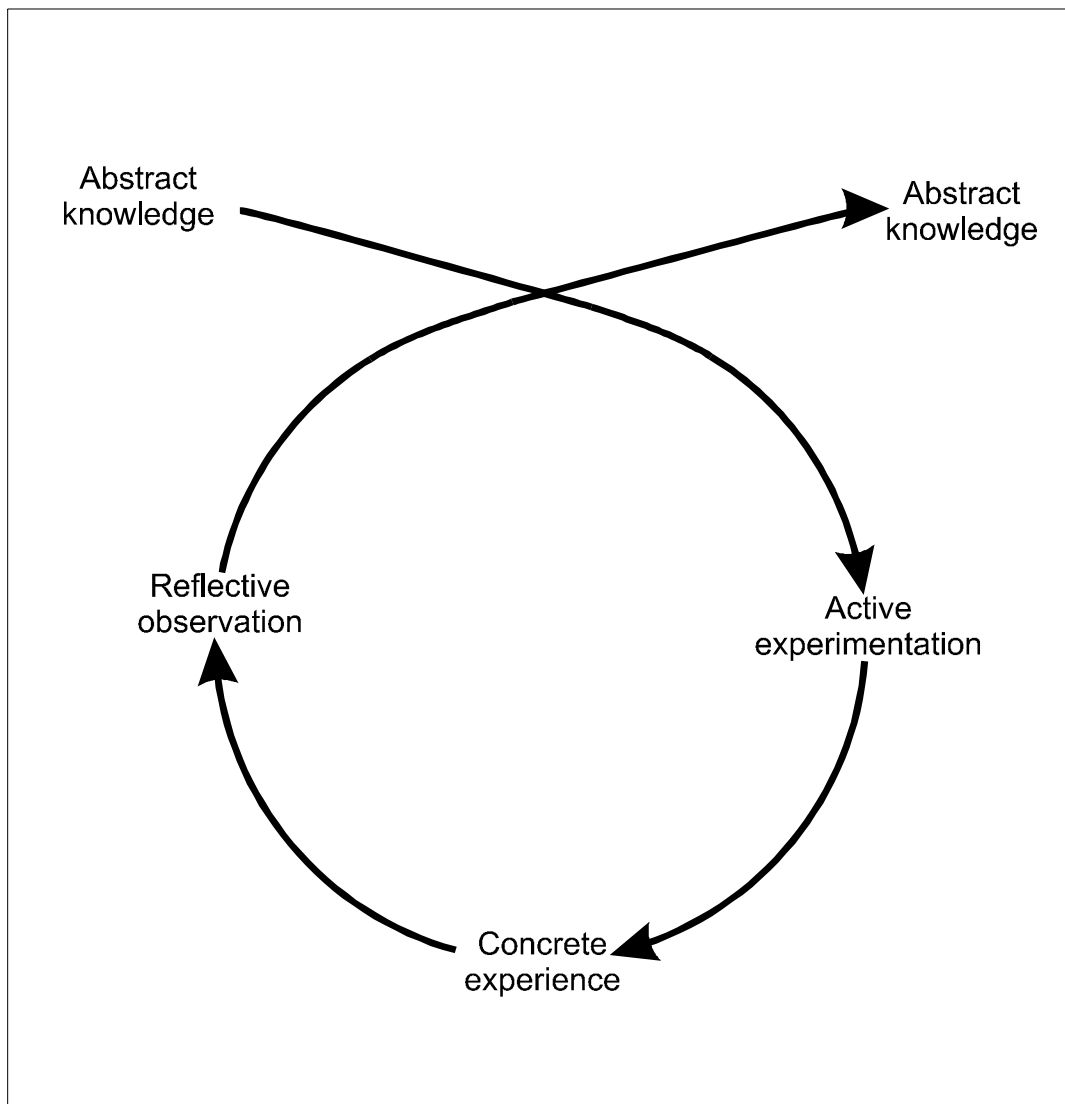 Abstract
knowledge
Abstract
knowledge
Reflective
observation
Active
experimentation
Concrete
experience